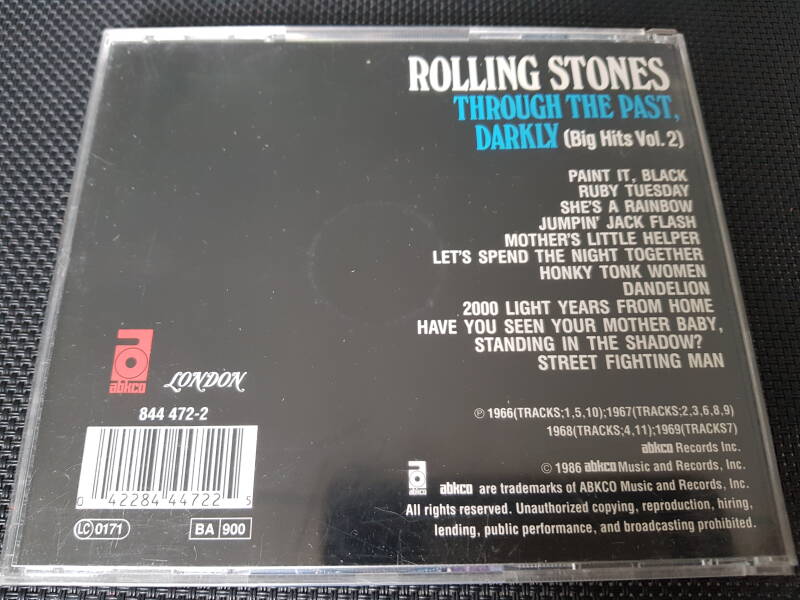 ROLLING STONES
THROUGH THE PAST,
DARKLY (Big Hits Vol. 2)
PAINT IT, BLACK
RUBY TUESDAY
SHE'S A RAINBOW
JUMPIN' JACK FLASH
MOTHER'S LITTLE HELPER
LET'S SPEND THE NIGHT TOGETHER
HONKY TONK WOMEN
DANDELION
2000 LIGHT YEARS FROM HOME
HAVE YOU SEEN YOUR MOTHER BABY,
STANDING IN THE SHADOW?
STREET FIGHTING MAN
abkco
LONDON
844 472-2
0 42284 44722 5
LC 0171
BA 900
℗ 1966(TRACKS;1,5,10);1967(TRACKS;2,3,6,8,9)
1968(TRACKS;4,11);1969(TRACKS7)
abkco Records Inc.
© 1986 abkco Music and Records, Inc.
abkco abkco are trademarks of ABKCO Music and Records, Inc.
All rights reserved. Unauthorized copying, reproduction, hiring,
lending, public performance, and broadcasting prohibited.